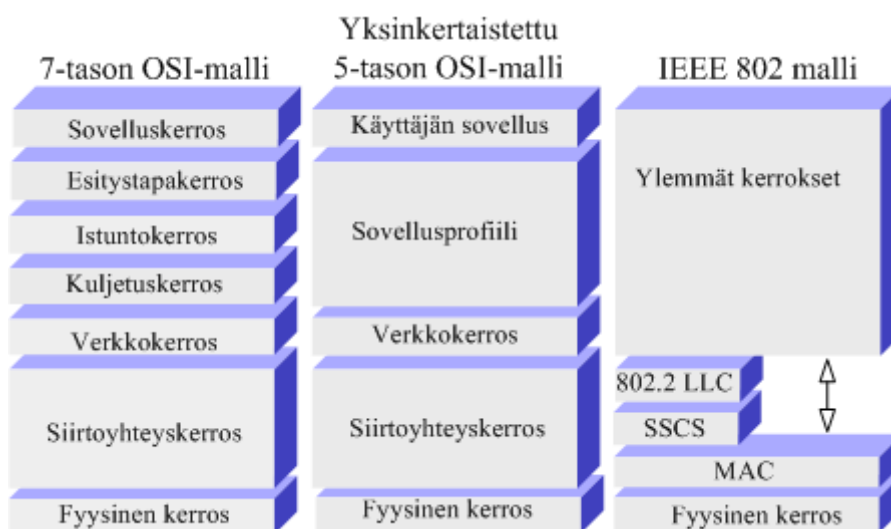 7-tason OSI-malli
Sovelluskerros
Esitystapakerros
Istuntokerros
Kuljetuskerros
Verkkokerros
Siirtoyhteyskerros
Fyysinen kerros
Yksinkertaistettu
5-tason OSI-malli
Käyttäjän sovellus
Sovellusprofiili
Verkkokerros
Siirtoyhteyskerros
Fyysinen kerros
IEEE 802 malli
Ylemmät kerrokset
802.2 LLC
SSCS
MAC
Fyysinen kerros